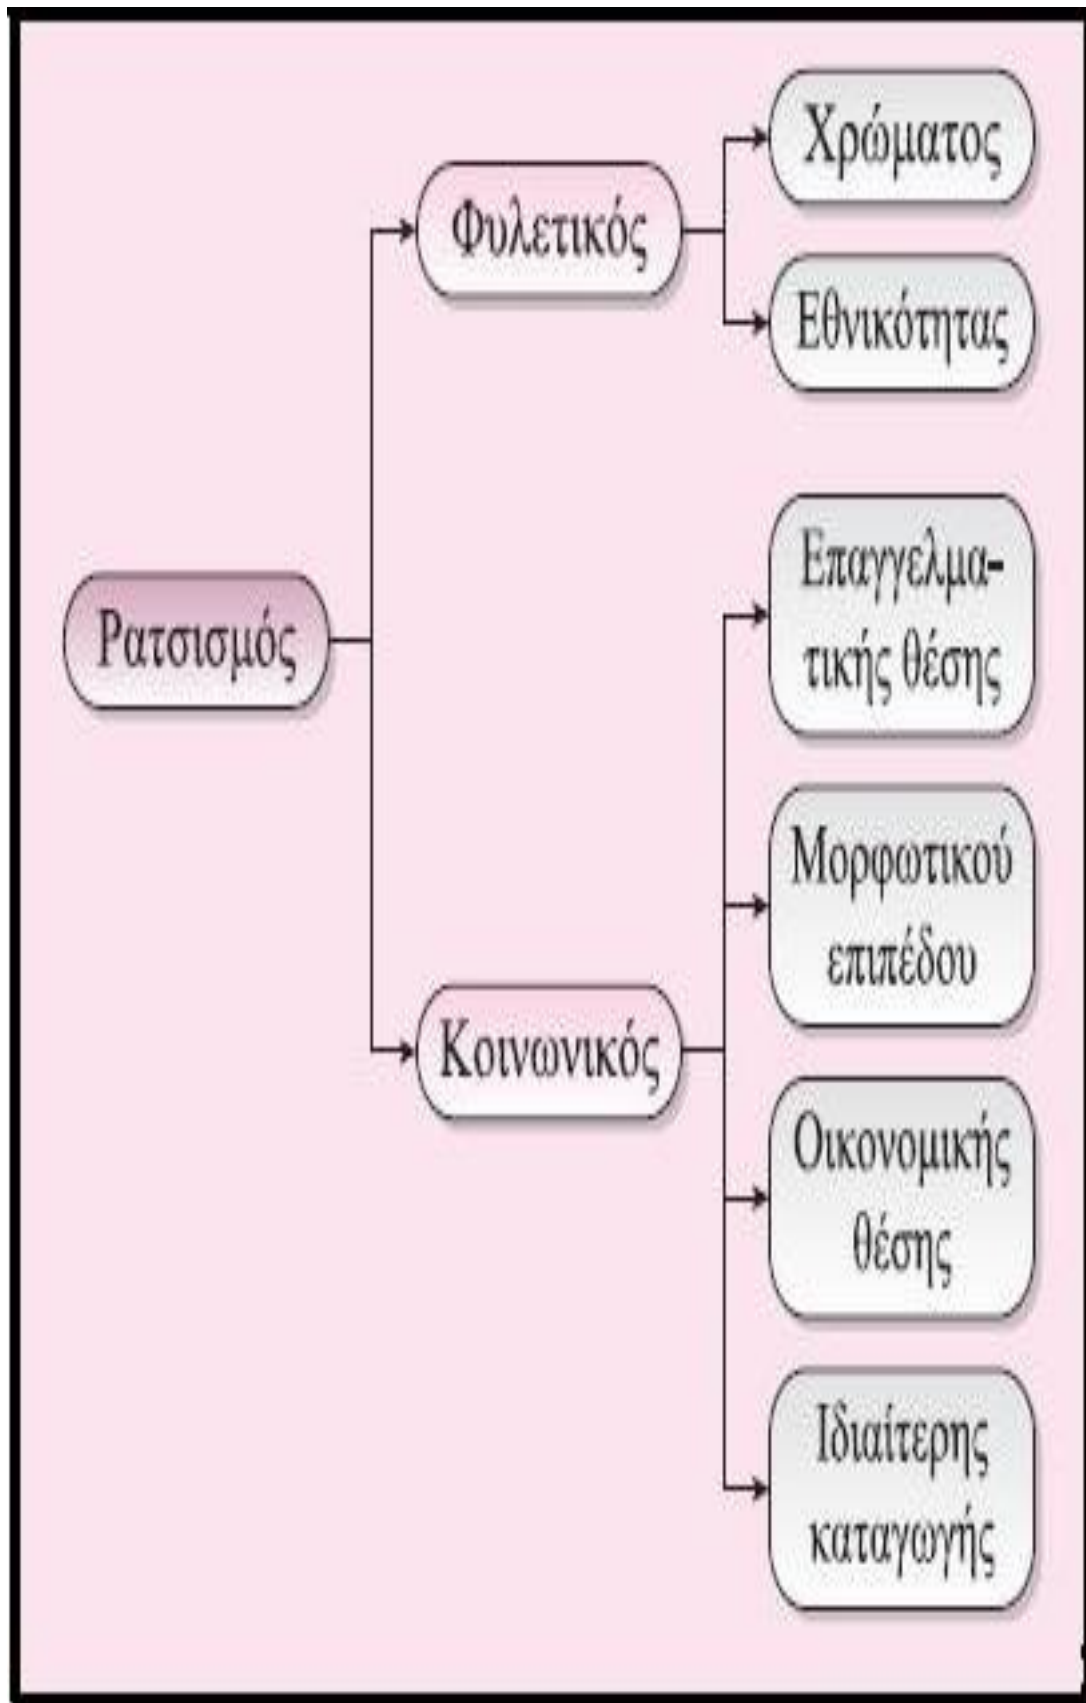 Ρατσισμός
Φυλετικός
Χρώματος
Εθνικότητας
Κοινωνικός
Επαγγελμα-
τικής θέσης
Μορφωτικού
επιπέδου
Οικονομικής
θέσης
Ιδιαίτερης
καταγωγής